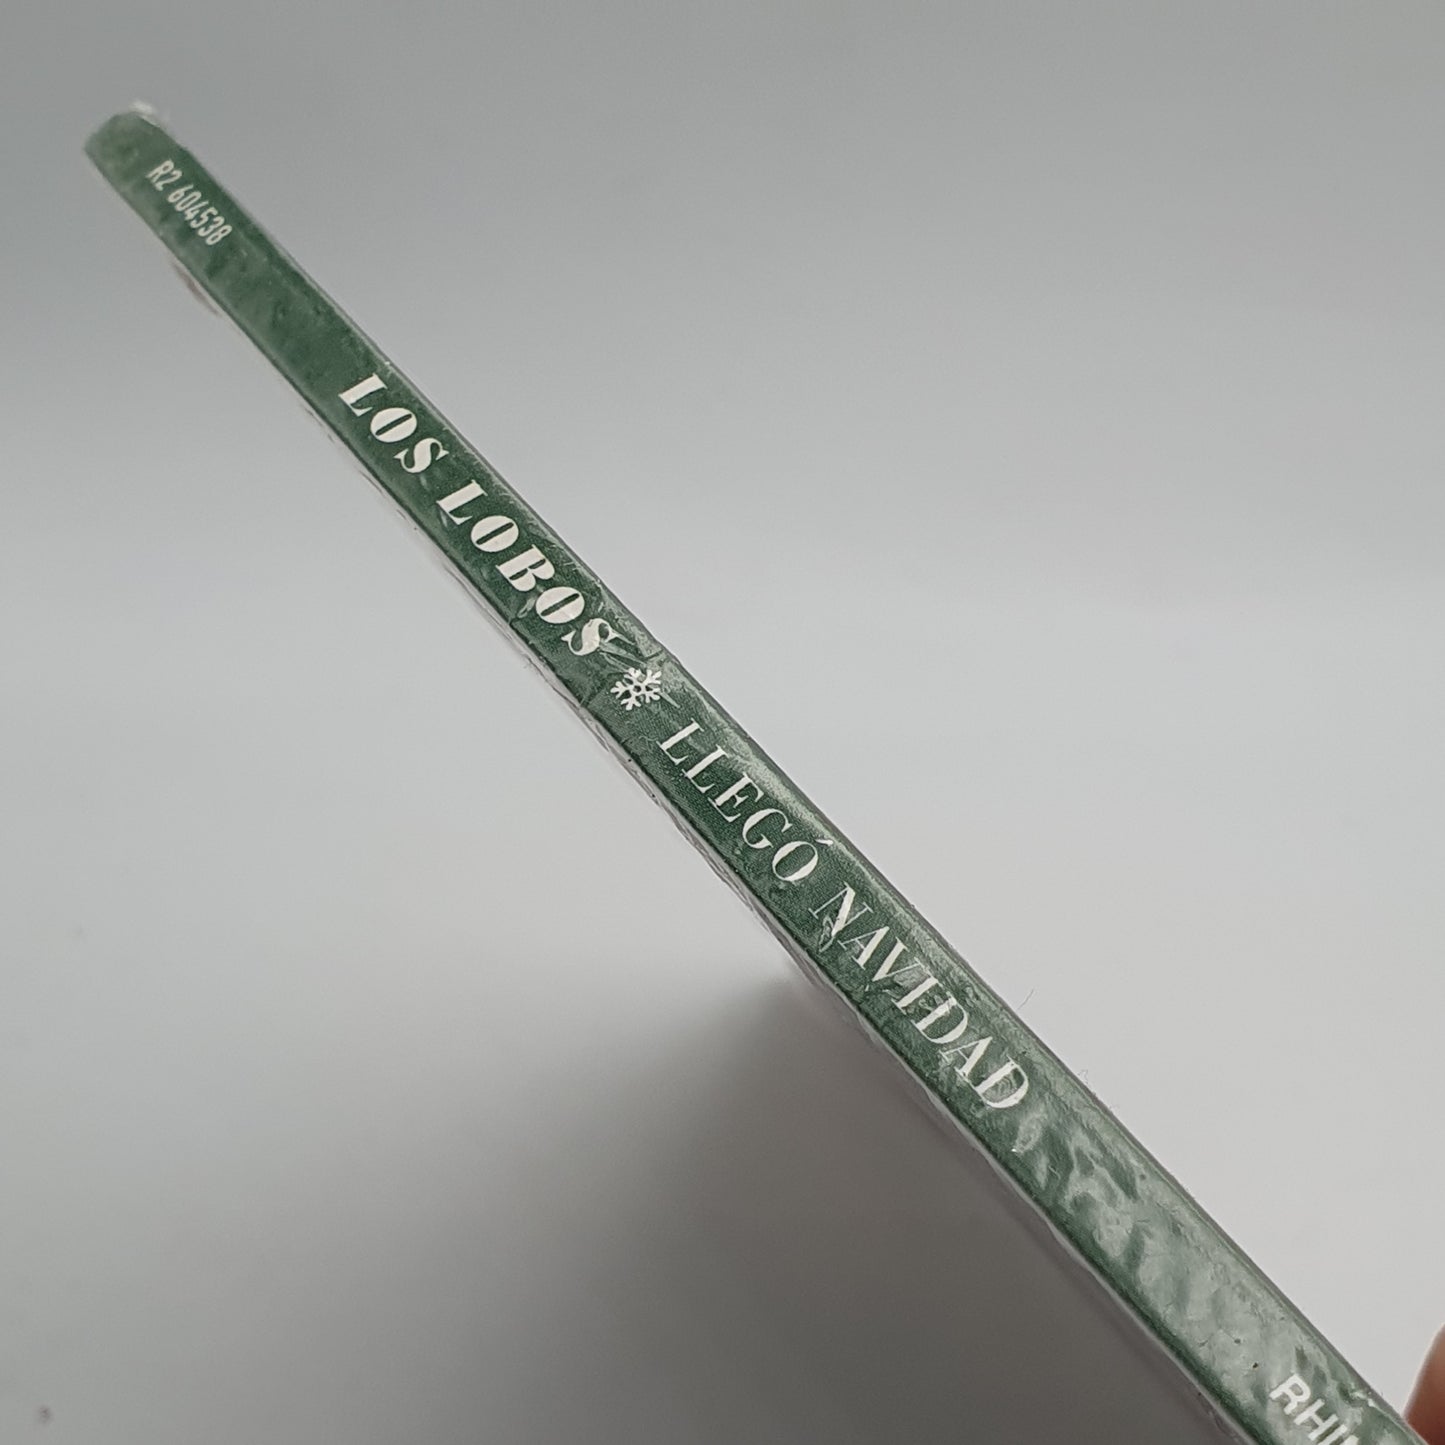 R2 604538
LOS LOBOS ❄ LLEGÓ NAVIDAD